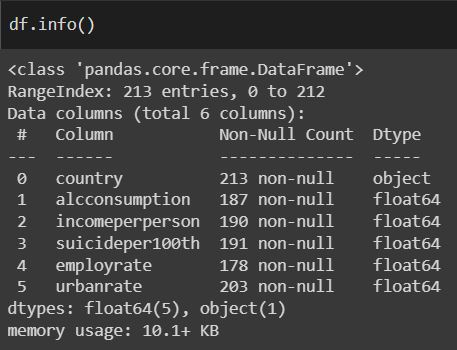 df.info()
<class 'pandas.core.frame.DataFrame'>
RangeIndex: 213 entries, 0 to 212
Data columns (total 6 columns):
 #   Column          Non-Null Count  Dtype
---  ------          --------------  -----
 0   country         213 non-null    object
 1   alcconsumption  187 non-null    float64
 2   incomeperperson 190 non-null    float64
 3   suicideper100th 191 non-null    float64
 4   employrate      178 non-null    float64
 5   urbanrate       203 non-null    float64
dtypes: float64(5), object(1)
memory usage: 10.1+ KB